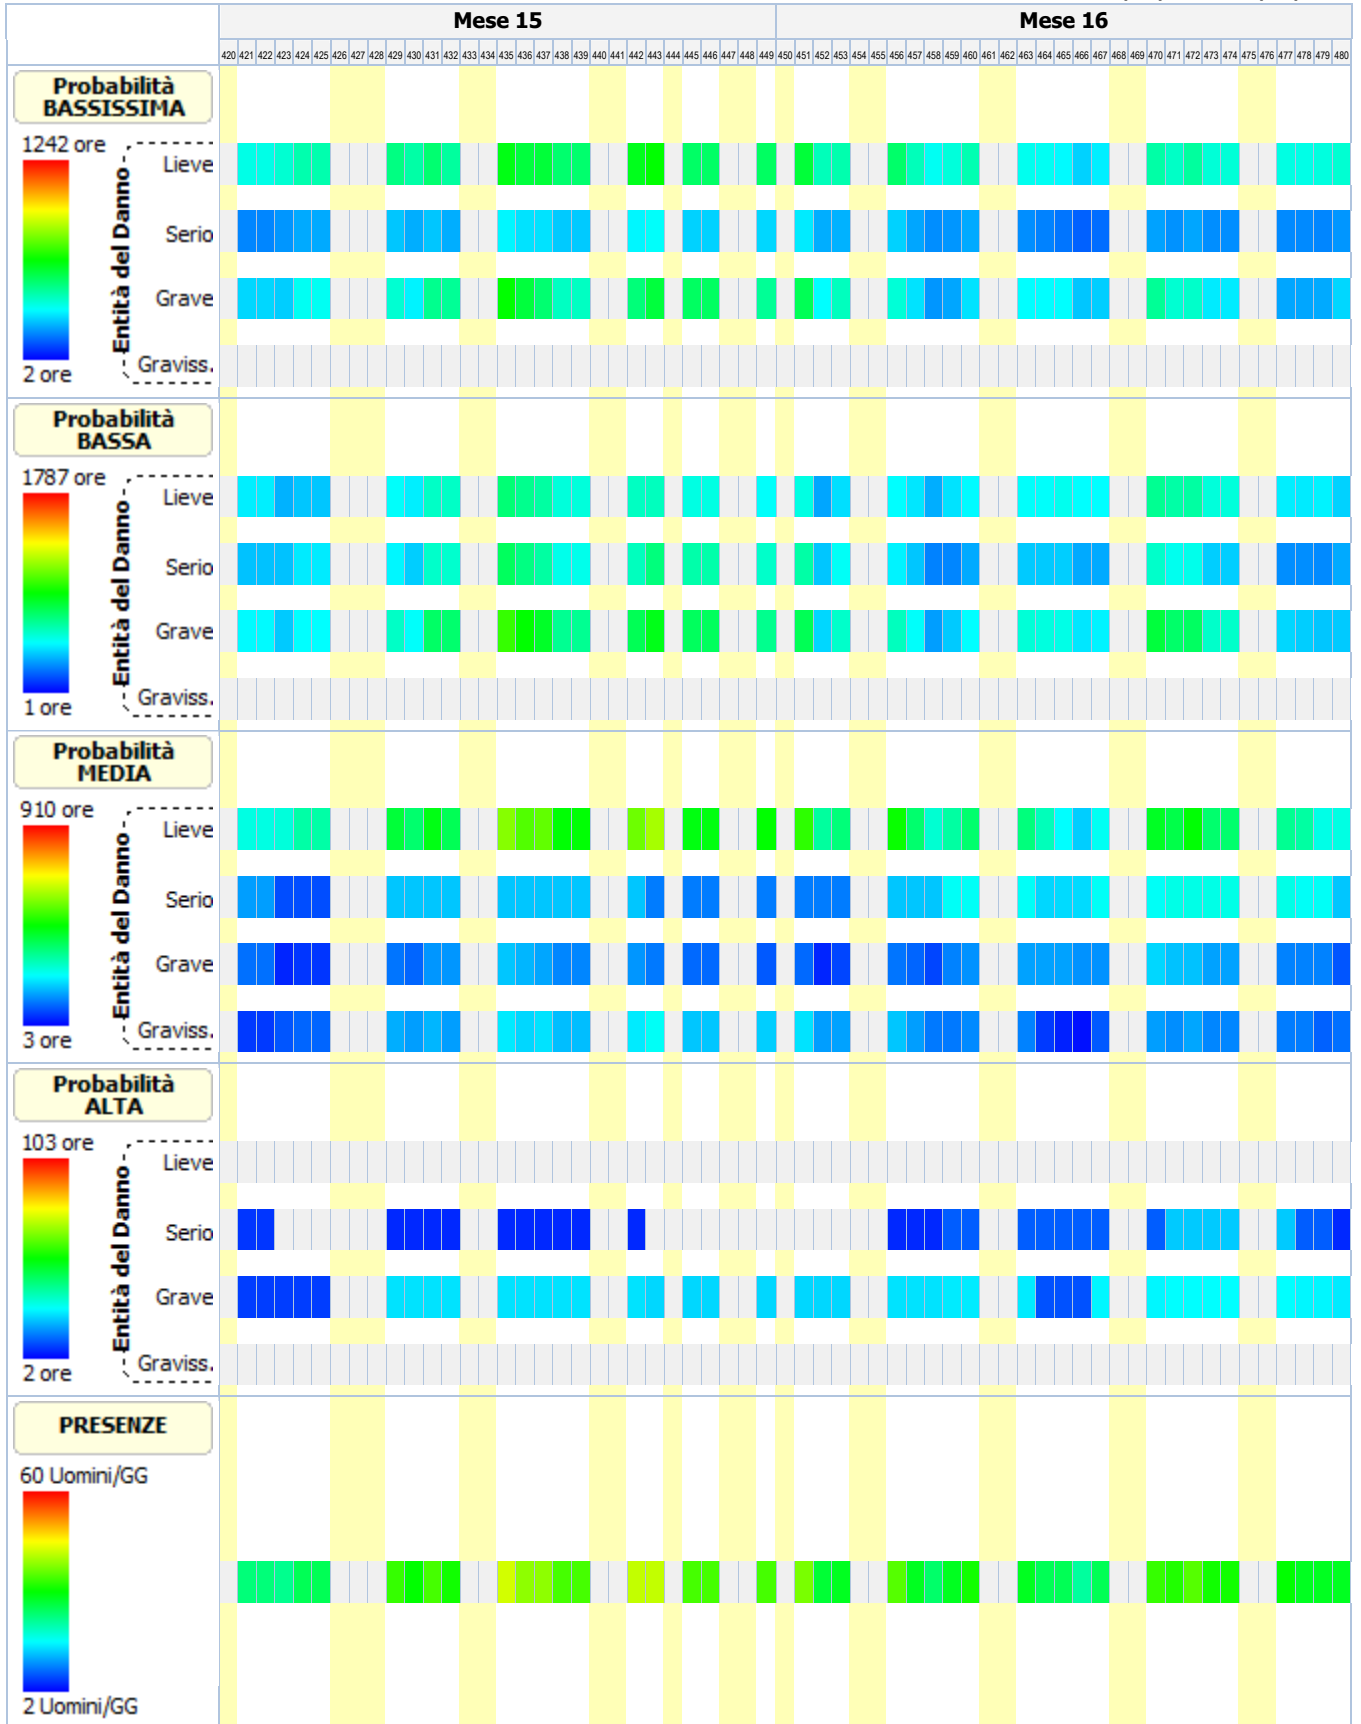 Mese 15 Mese 16
420 421 422 423 424 425 426 427 428 429 430 431 432 433 434 435 436 437 438 439 440 441 442 443 444 445 446 447 448 449 450 451 452 453 454 455 456 457 458 459 460 461 462 463 464 465 466 467 468 469 470 471 472 473 474 475 476 477 478 479 480
Probabilità
BASSISSIMA
1242 ore
Entità del Danno
Lieve
Serio
Grave
Graviss.
2 ore
Probabilità
BASSA
1787 ore
Entità del Danno
Lieve
Serio
Grave
Graviss.
1 ore
Probabilità
MEDIA
910 ore
Entità del Danno
Lieve
Serio
Grave
Graviss.
3 ore
Probabilità
ALTA
103 ore
Entità del Danno
Lieve
Serio
Grave
Graviss.
2 ore
PRESENZE
60 Uomini/GG
2 Uomini/GG